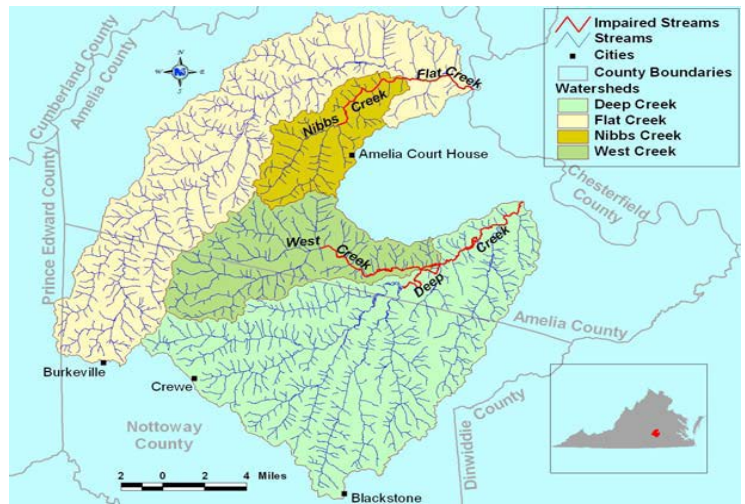 Impaired Streams
Streams
Cities
County Boundaries
Watersheds
Deep Creek
Flat Creek
Nibbs Creek
West Creek
Cumberland County
Amelia County
N
W
E
S
Flat Creek
Nibbs Creek
Amelia Court House
Chesterfield
County
Prince Edward County
West Creek
Deep Creek
Amelia County
Burkeville
Crewe
Nottoway
County
Dinwiddie County
2 0 2 4 Miles
Blackstone